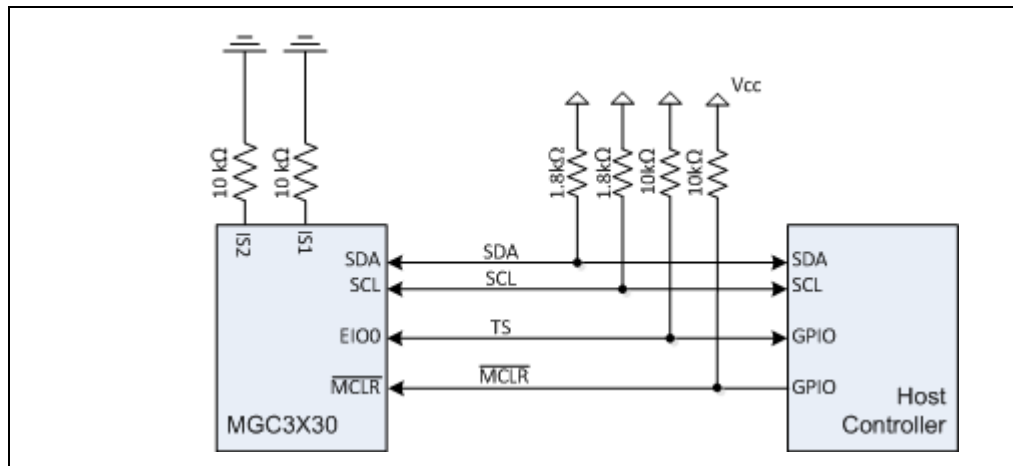 Vcc
10 kΩ
10 kΩ
1.8kΩ
1.8kΩ
10kΩ
10kΩ
IS2
IS1
SDA
SDA
SDA
SCL
SCL
SCL
EIO0
TS
GPIO
MCLR
MCLR
GPIO
MGC3X30
Host
Controller